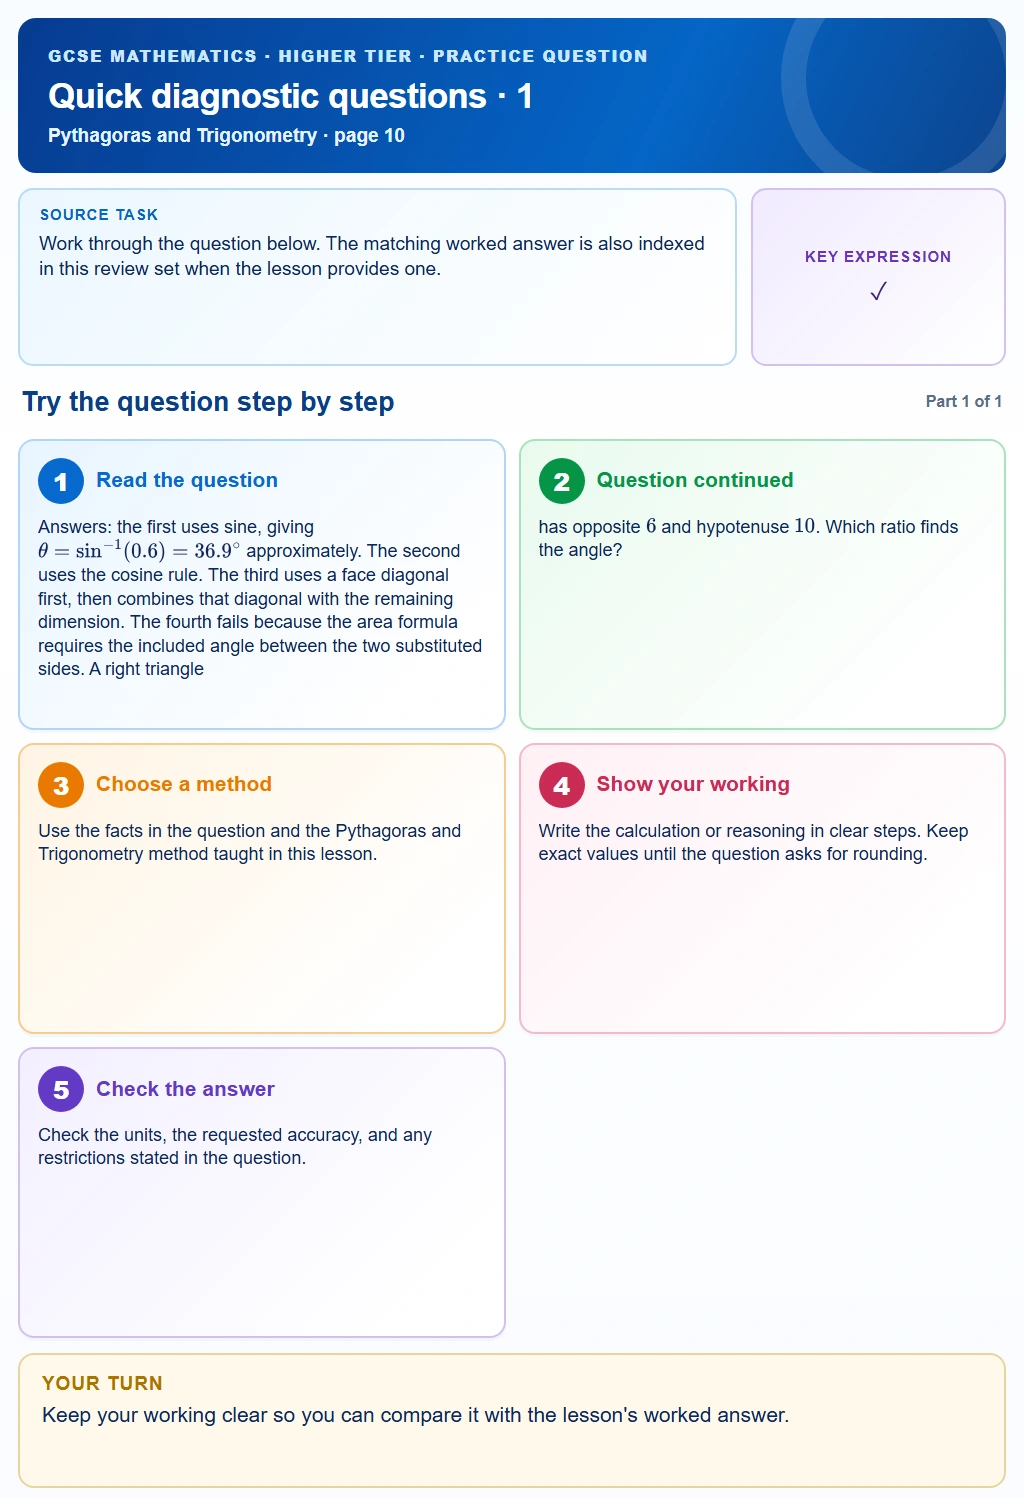 GCSE MATHEMATICS · HIGHER TIER · PRACTICE QUESTION
Quick diagnostic questions · 1
Pythagoras and Trigonometry · page 10
SOURCE TASK
Work through the question below. The matching worked answer is also indexed
in this review set when the lesson provides one.
KEY EXPRESSION
✓
Try the question step by step
Part 1 of 1
1 Read the question
Answers: the first uses sine, giving
θ = sin⁻¹(0.6) = 36.9° approximately. The second
uses the cosine rule. The third uses a face diagonal
first, then combines that diagonal with the remaining
dimension. The fourth fails because the area formula
requires the included angle between the two substituted
sides. A right triangle
2 Question continued
has opposite 6 and hypotenuse 10. Which ratio finds
the angle?
3 Choose a method
Use the facts in the question and the Pythagoras and
Trigonometry method taught in this lesson.
4 Show your working
Write the calculation or reasoning in clear steps. Keep
exact values until the question asks for rounding.
5 Check the answer
Check the units, the requested accuracy, and any
restrictions stated in the question.
YOUR TURN
Keep your working clear so you can compare it with the lesson's worked answer.